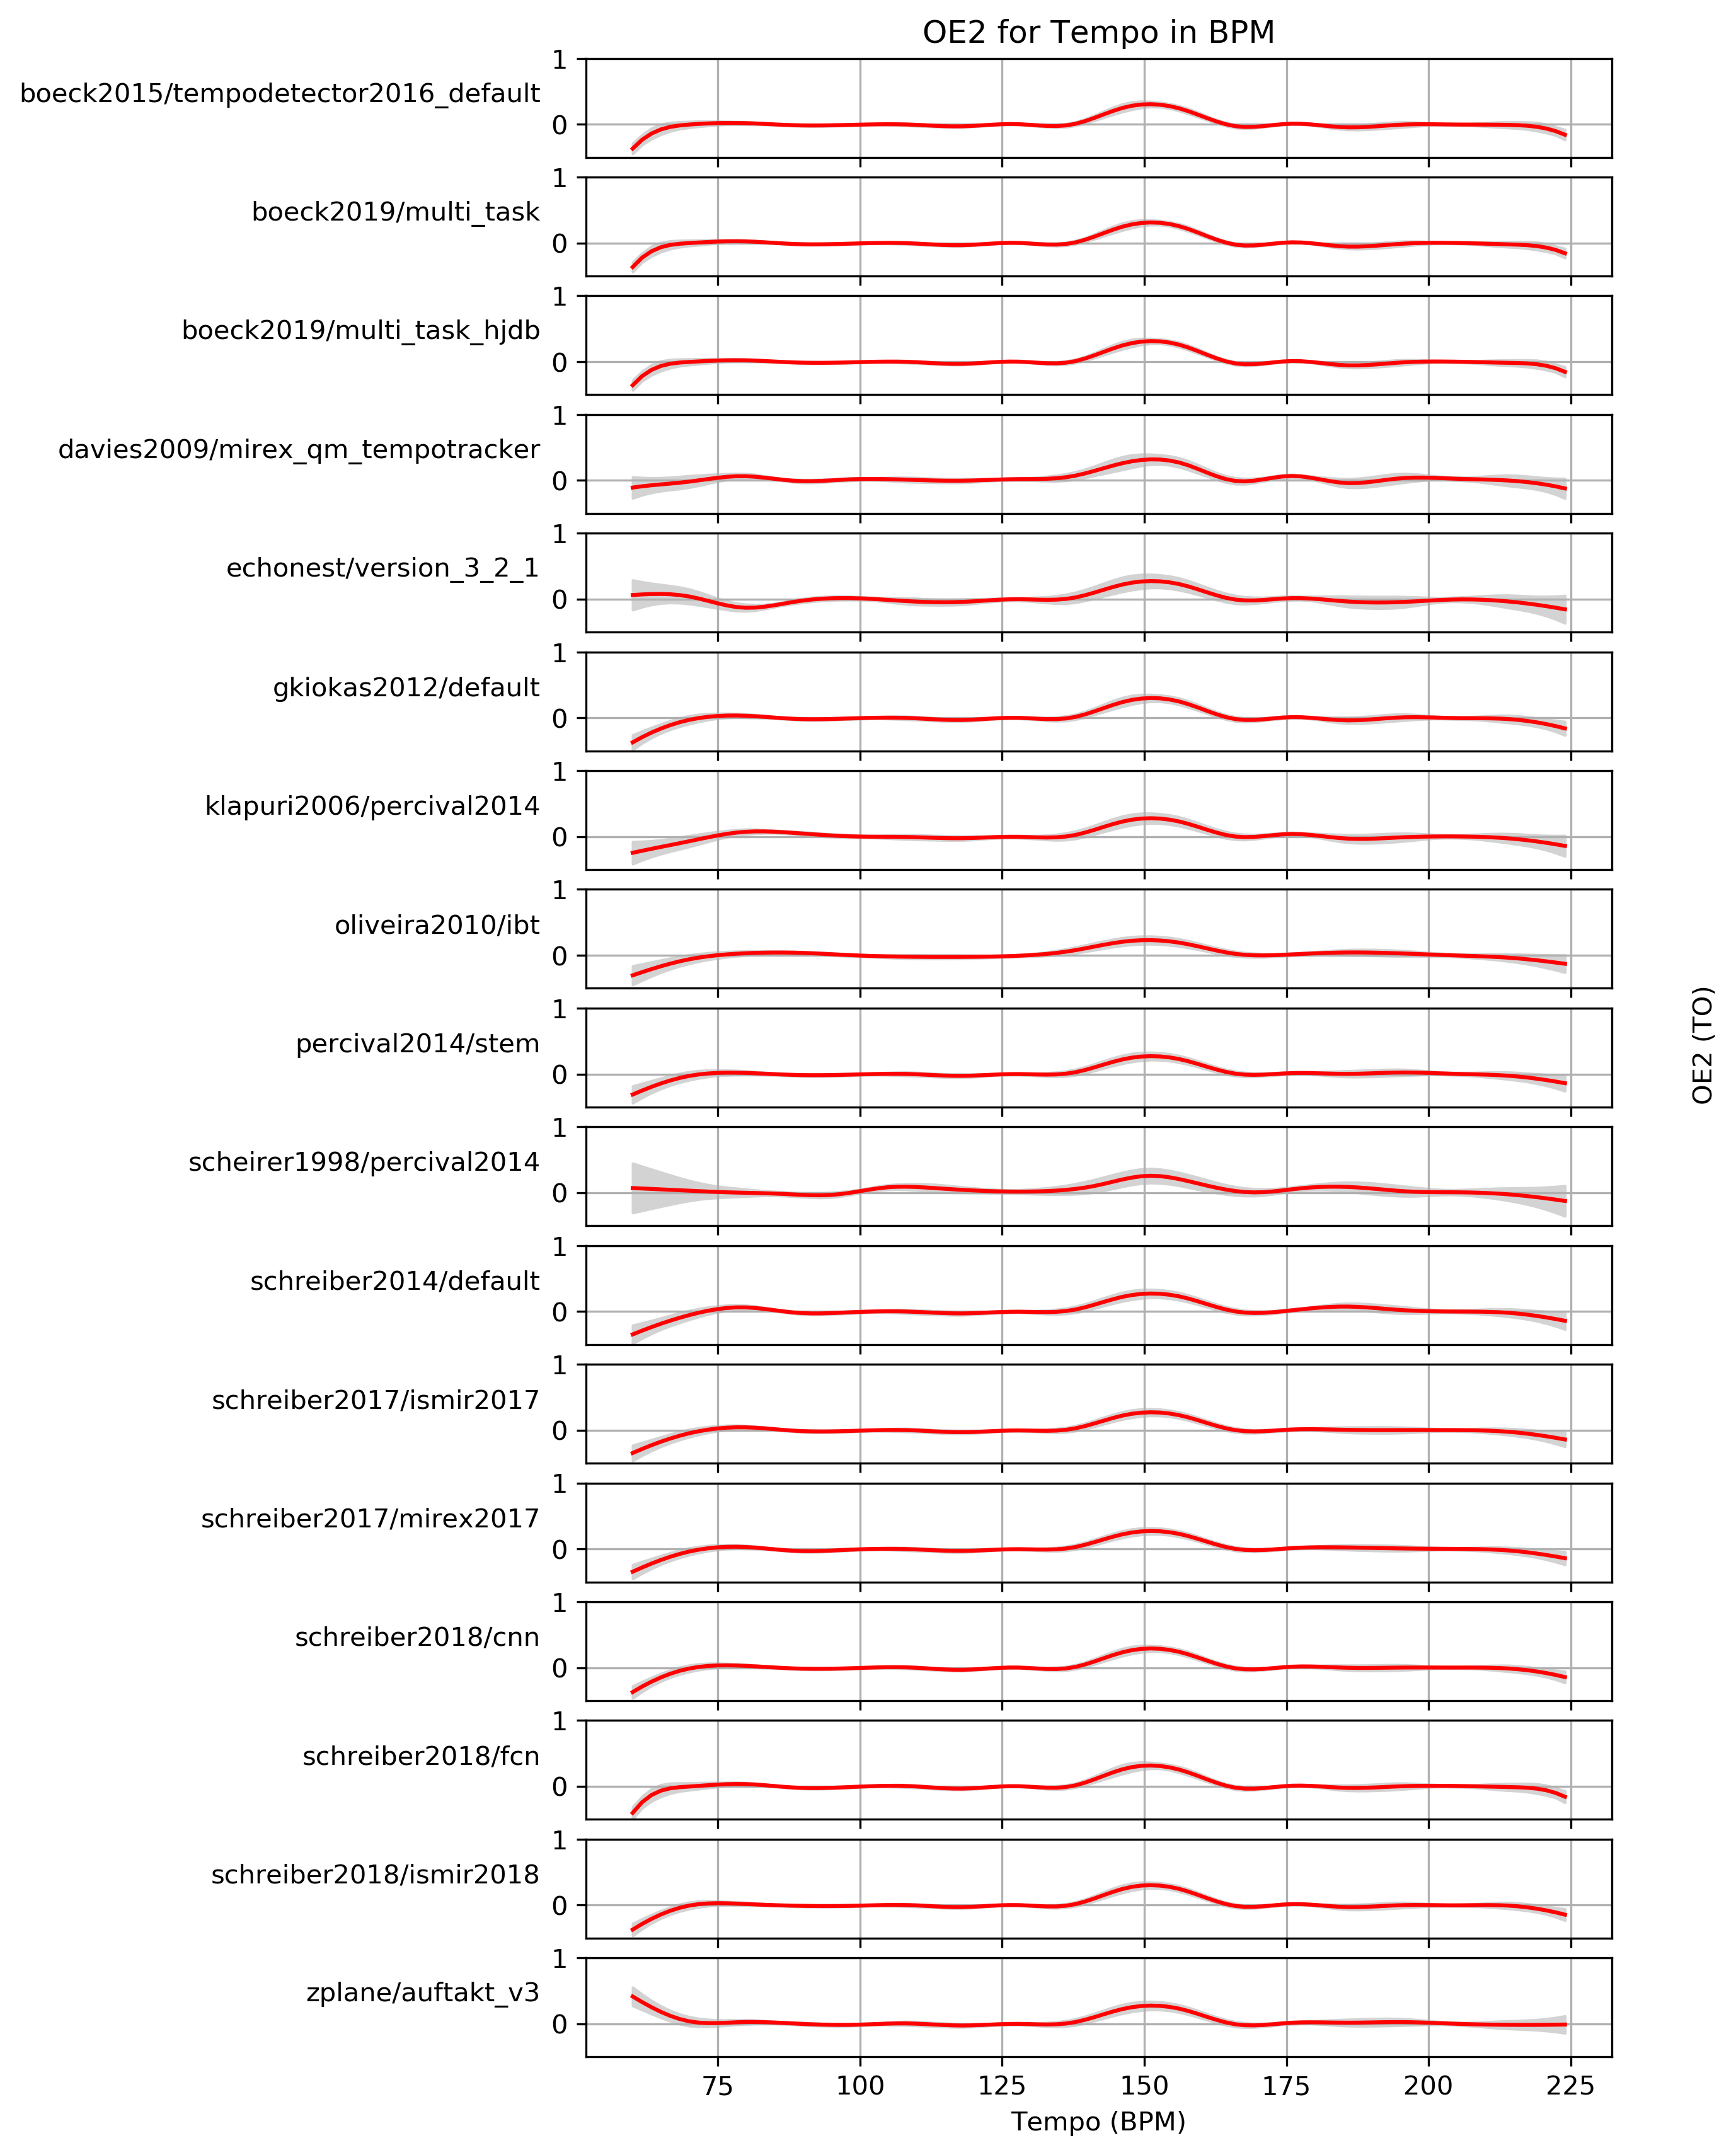 OE2 for Tempo in BPM
1
boeck2015/tempodetector2016_default
0
1
boeck2019/multi_task
0
1
boeck2019/multi_task_hjdb
0
1
davies2009/mirex_qm_tempotracker
0
1
echonest/version_3_2_1
0
1
gkiokas2012/default
0
1
klapuri2006/percival2014
0
1
oliveira2010/ibt
0
1
percival2014/stem
0
OE2 (TO)
1
scheirer1998/percival2014
0
1
schreiber2014/default
0
1
schreiber2017/ismir2017
0
1
schreiber2017/mirex2017
0
1
schreiber2018/cnn
0
1
schreiber2018/fcn
0
1
schreiber2018/ismir2018
0
1
zplane/auftakt_v3
0
75 100 125 150 175 200 225
Tempo (BPM)